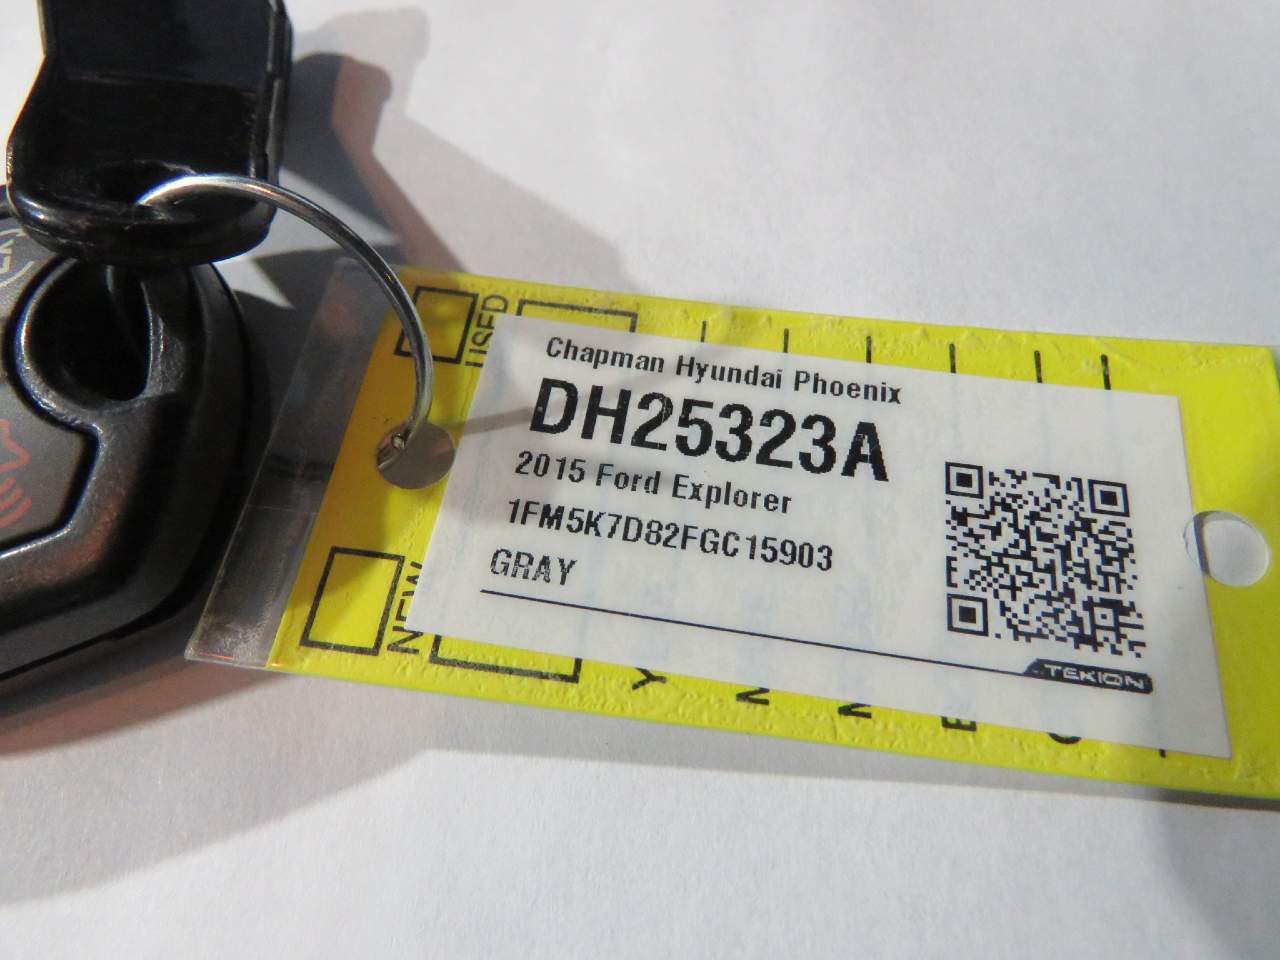 USED
Chapman Hyundai Phoenix
DH25323A
2015 Ford Explorer
1FM5K7D82FGC15903
GRAY
NEW
TEKION